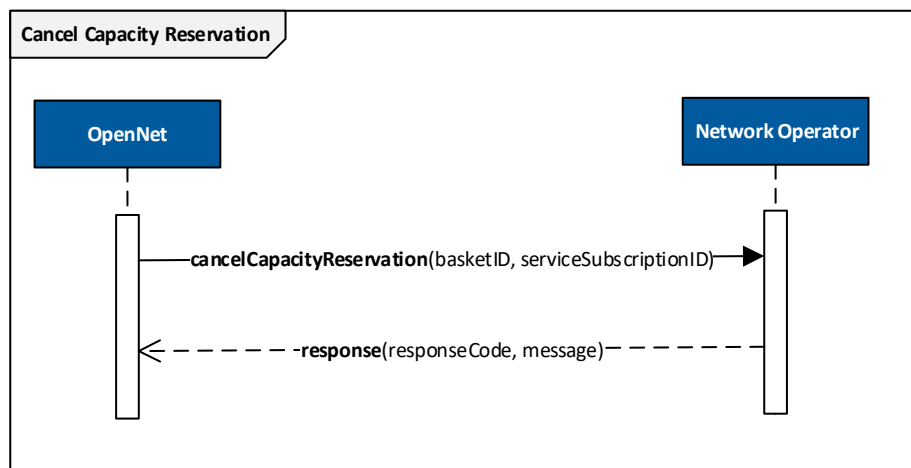 Cancel Capacity Reservation
OpenNet
Network Operator
cancelCapacityReservation(basketID, serviceSubscriptionID)
response(responseCode, message)